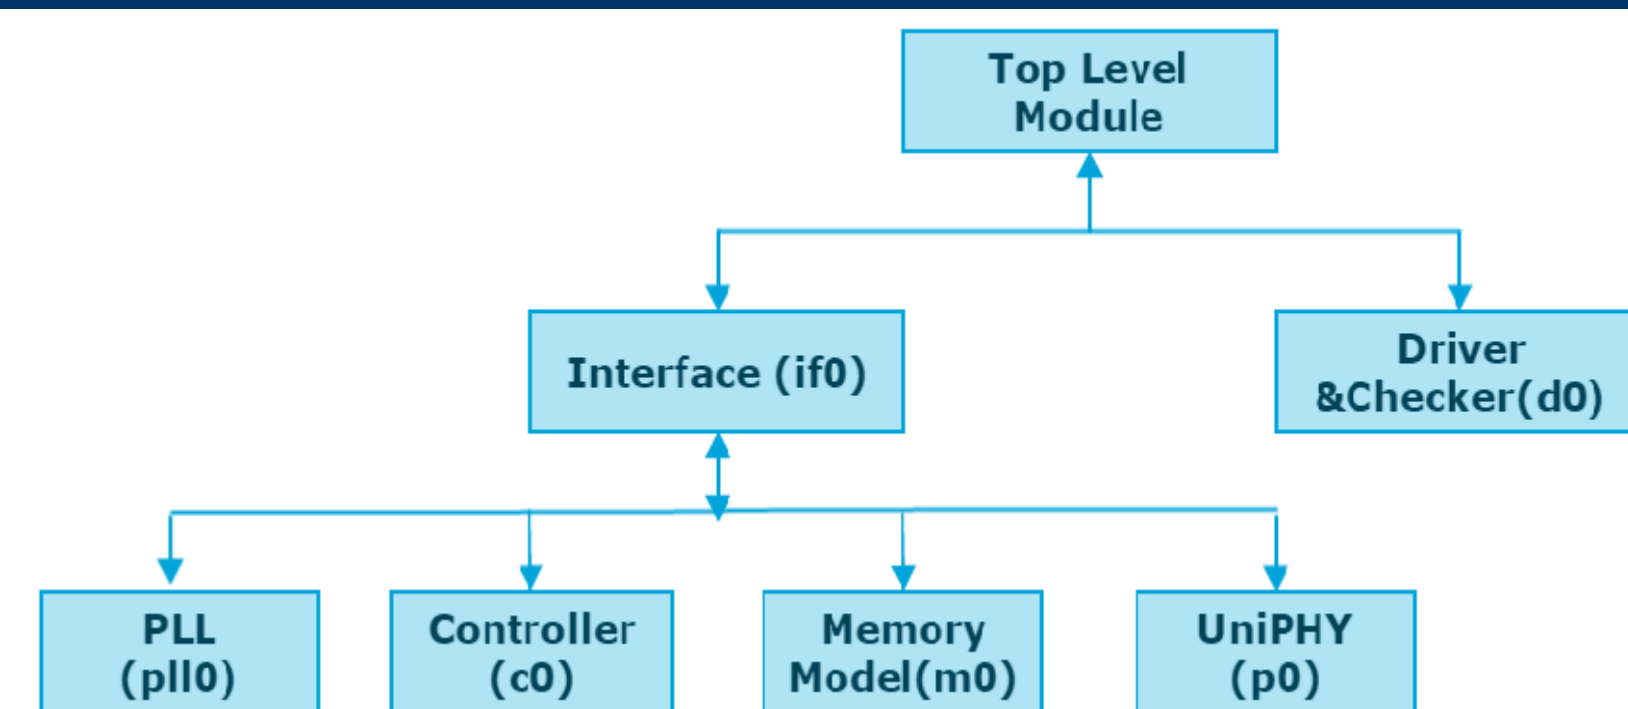 Top Level
Module
Interface (if0)
Driver
&Checker(d0)
PLL
(pll0)
Controller
(c0)
Memory
Model(m0)
UniPHY
(p0)